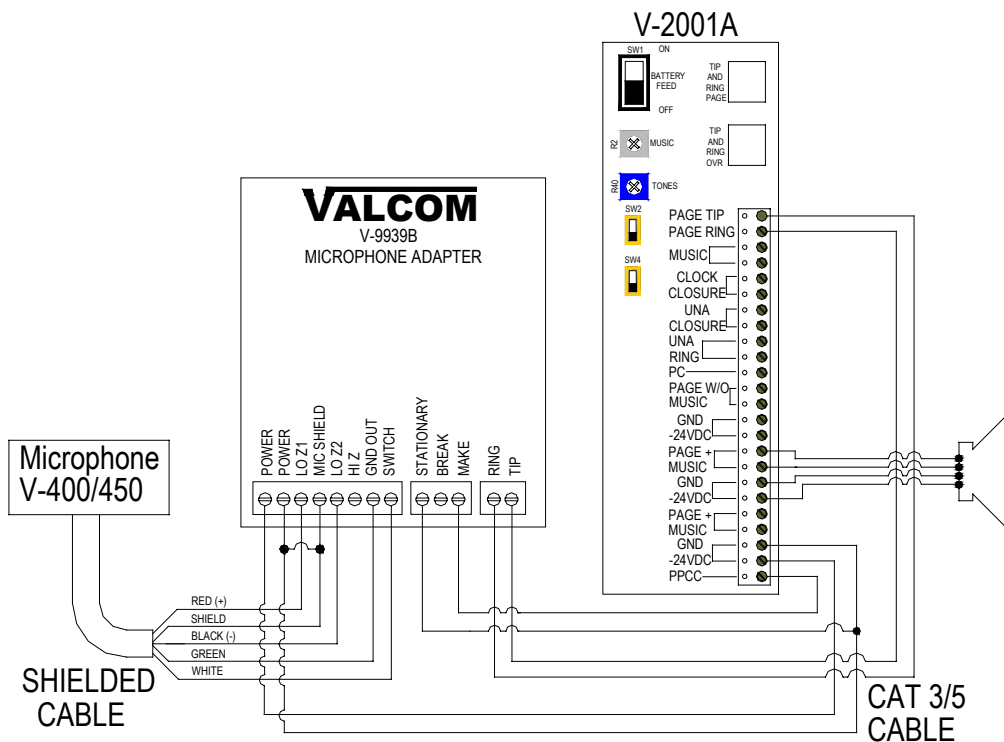 V-2001A
SW1
ON
BATTERY
FEED
OFF
TIP
AND
RING
PAGE
R2
MUSIC
TIP
AND
RING
OVR
R40
TONES
SW2
SW4
PAGE TIP
PAGE RING
MUSIC
CLOCK
CLOSURE
UNA
CLOSURE
UNA
RING
PC
PAGE W/O
MUSIC
GND
-24VDC
PAGE +
MUSIC
GND
-24VDC
PAGE +
MUSIC
GND
-24VDC
PPCC
VALCOM
V-9939B
MICROPHONE ADAPTER
POWER
POWER
LO Z1
MIC SHIELD
LO Z2
HI Z
GND OUT
SWITCH
STATIONARY
BREAK
MAKE
RING
TIP
Microphone
V-400/450
RED (+)
SHIELD
BLACK (-)
GREEN
WHITE
SHIELDED
CABLE
CAT 3/5
CABLE